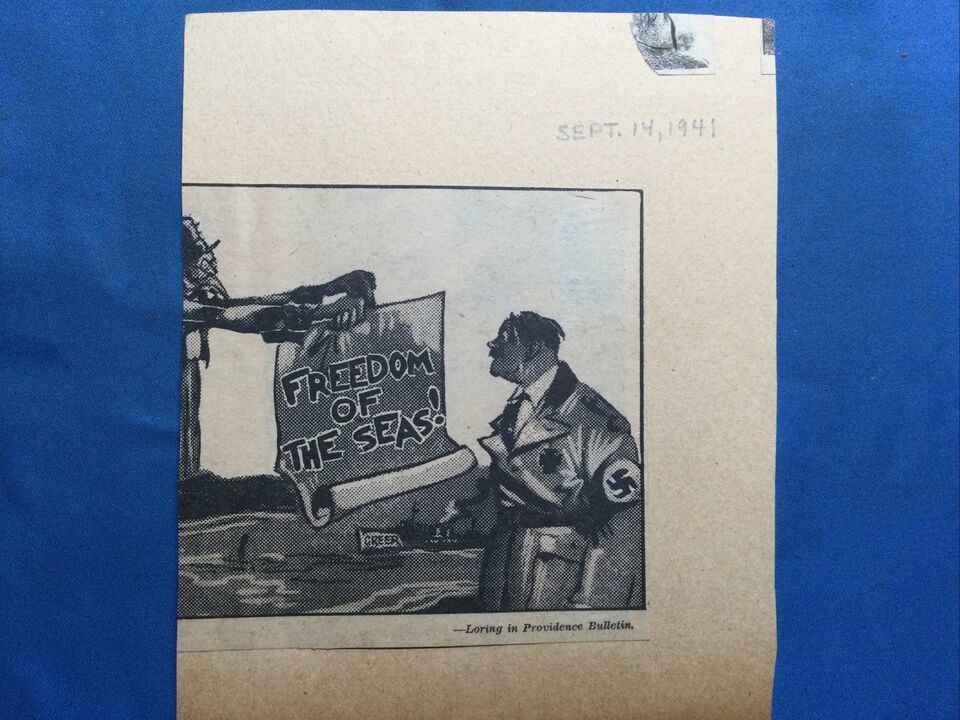 SEPT. 14, 1941
FREEDOM
OF
THE SEAS!
GREER
—Loring in Providence Bulletin.